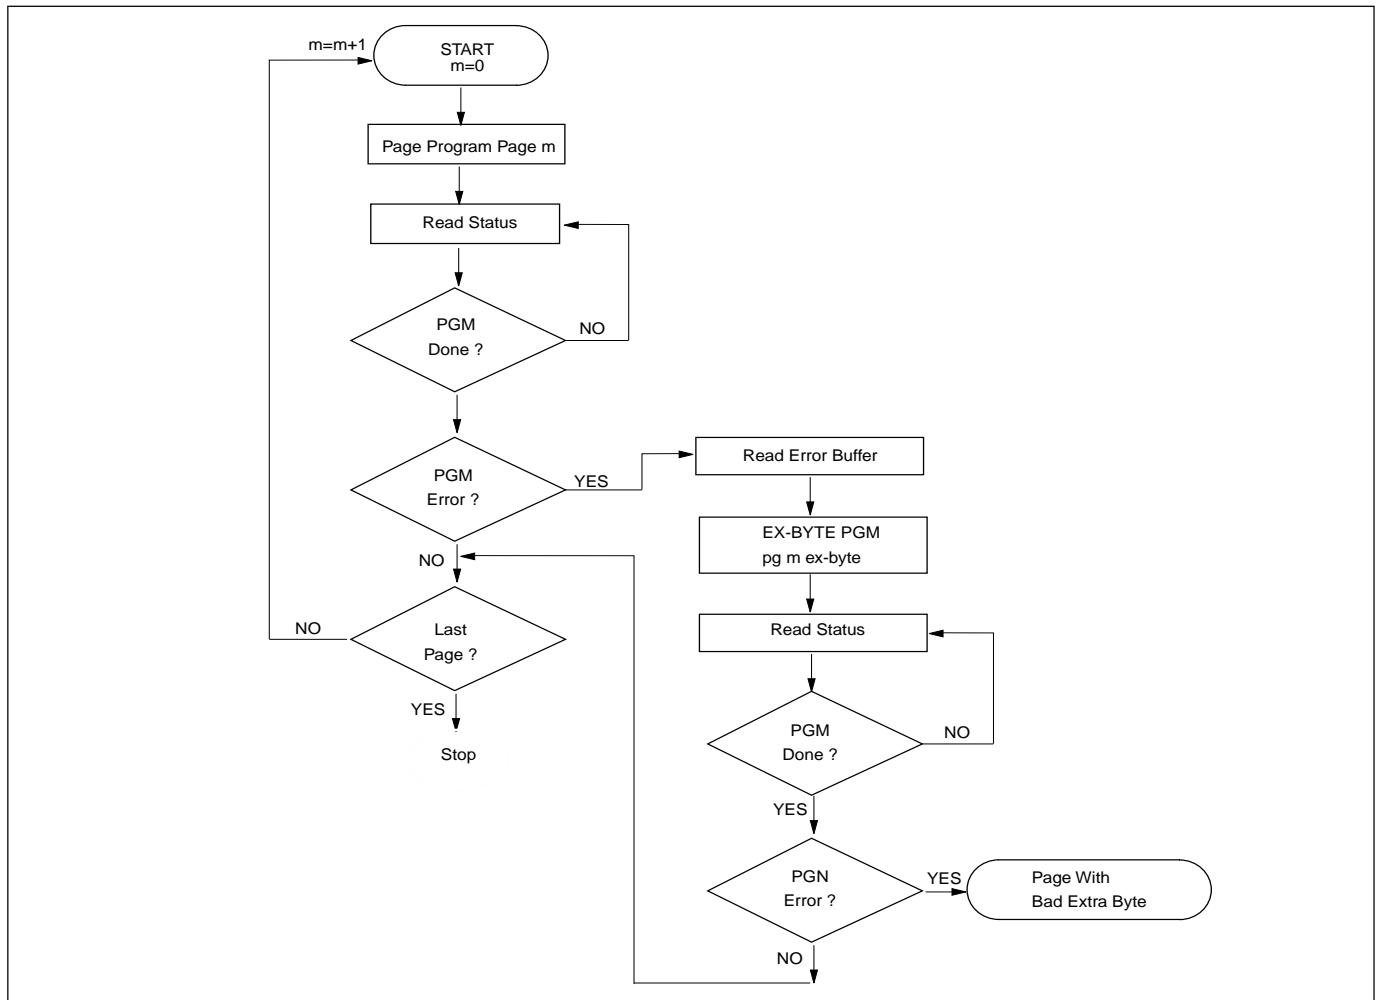 m=m+1
START
m=0
Page Program Page m
Read Status
PGM
Done ?
NO
PGM
Error ?
YES
NO
Last
Page ?
NO
YES
Stop
Read Error Buffer
EX-BYTE PGM
pg m ex-byte
Read Status
PGM
Done ?
NO
YES
PGN
Error ?
YES
NO
Page With
Bad Extra Byte